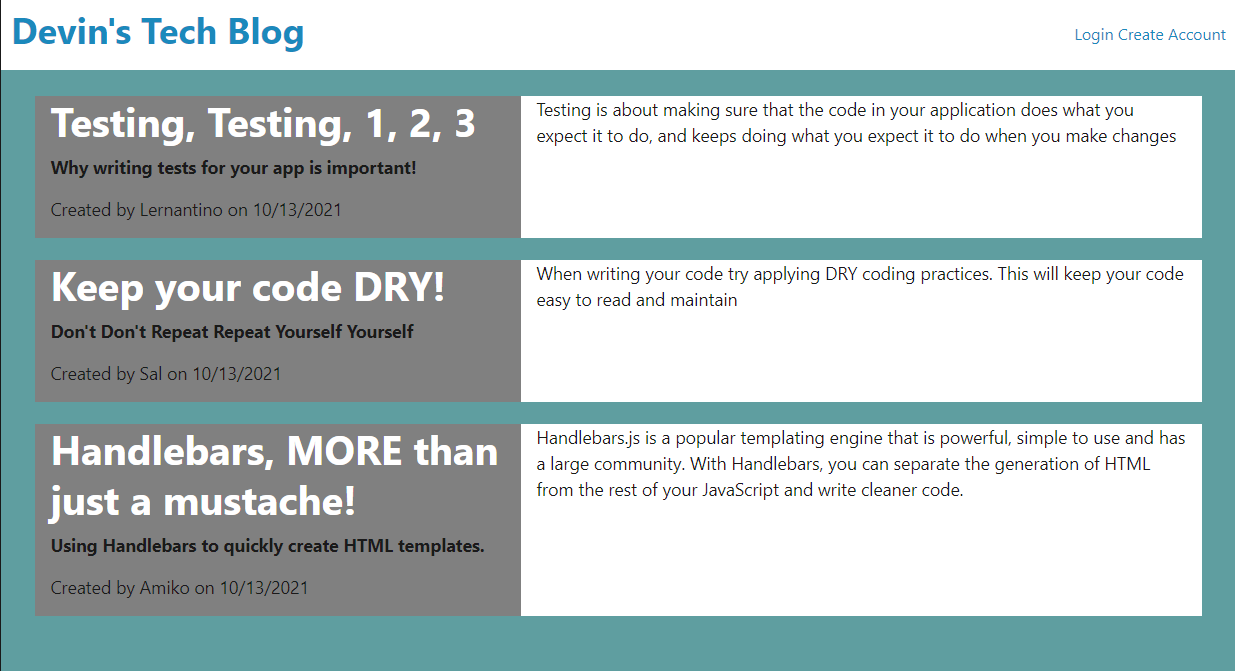 Devin's Tech Blog
Login Create Account
Testing, Testing, 1, 2, 3
Why writing tests for your app is important!
Created by Lernantino on 10/13/2021
Testing is about making sure that the code in your application does what you
expect it to do, and keeps doing what you expect it to do when you make changes
Keep your code DRY!
Don't Don't Repeat Repeat Yourself Yourself
Created by Sal on 10/13/2021
When writing your code try applying DRY coding practices. This will keep your code
easy to read and maintain
Handlebars, MORE than
just a mustache!
Using Handlebars to quickly create HTML templates.
Created by Amiko on 10/13/2021
Handlebars.js is a popular templating engine that is powerful, simple to use and has
a large community. With Handlebars, you can separate the generation of HTML
from the rest of your JavaScript and write cleaner code.